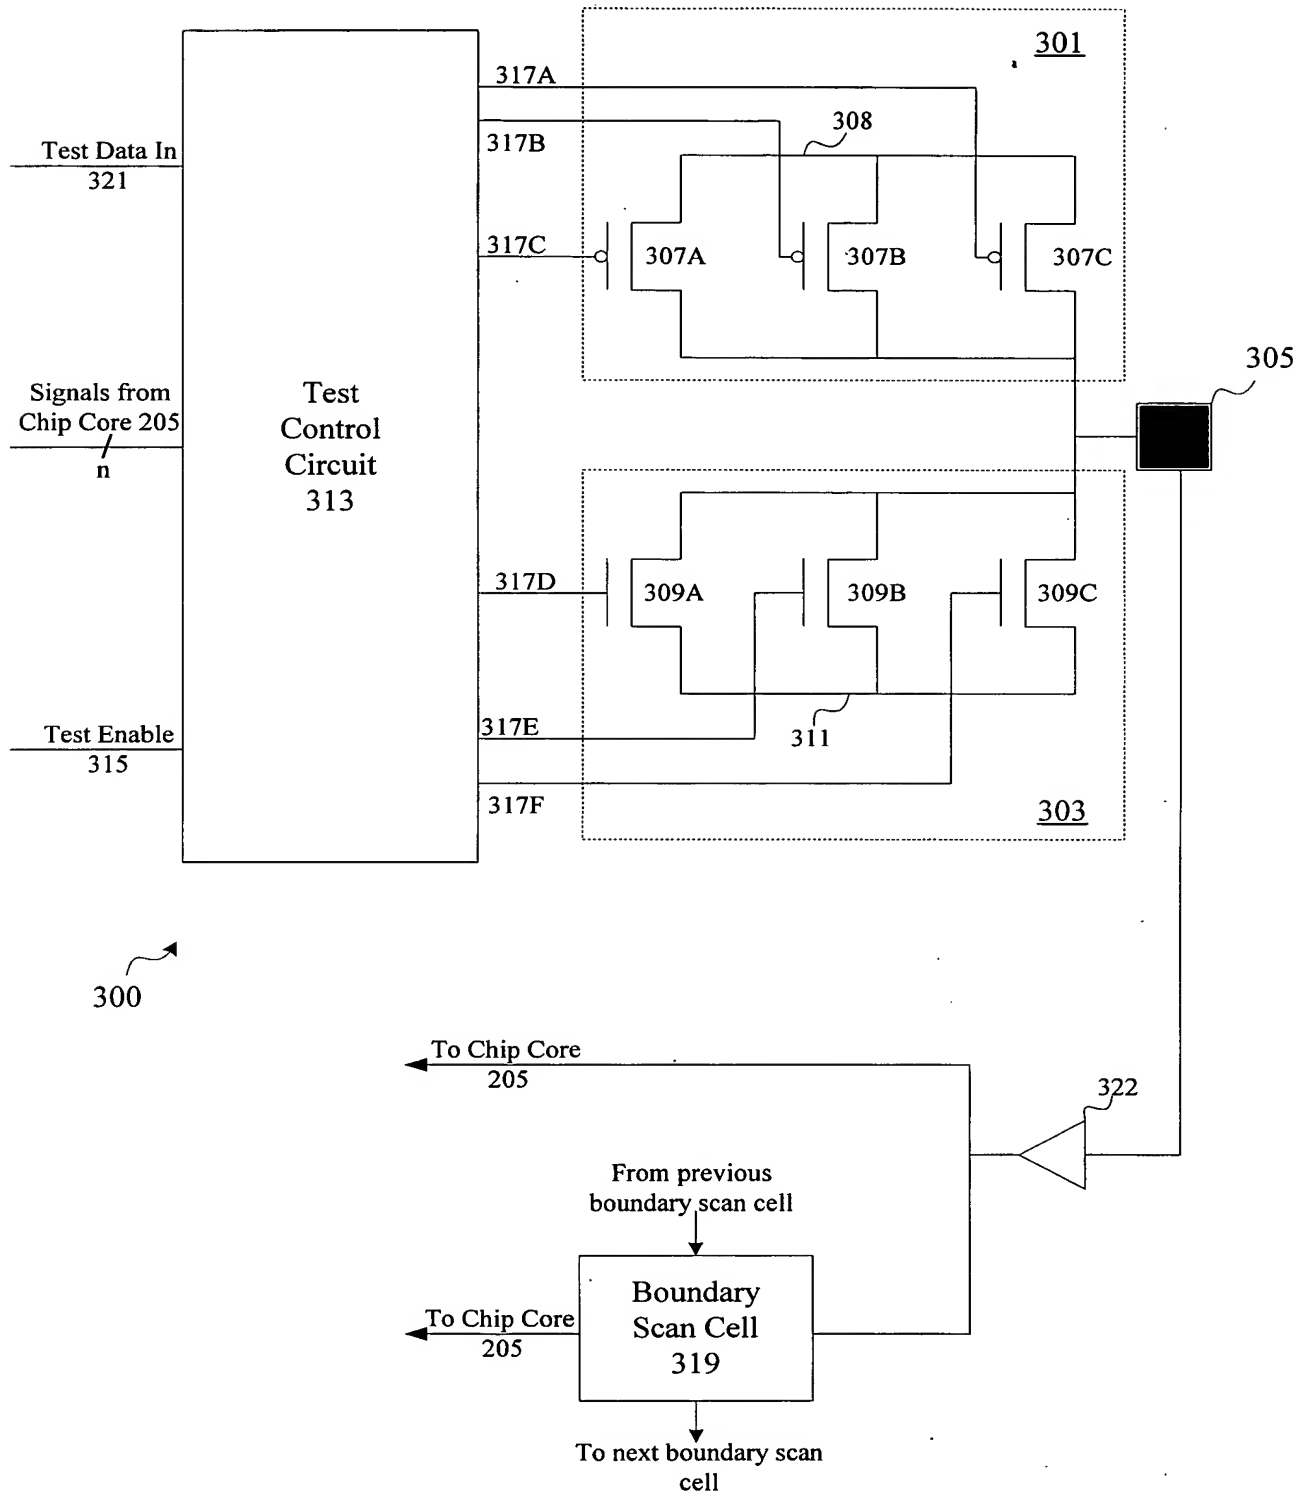 301
317A
308
317B
Test Data In
321
317C
307A
307B
307C
305
Signals from
Chip Core 205
n
Test
Control
Circuit
313
317D
309A
309B
309C
Test Enable
315
317E
311
317F
303
300
To Chip Core
205
322
From previous
boundary scan cell
Boundary
Scan Cell
319
To Chip Core
205
To next boundary scan
cell